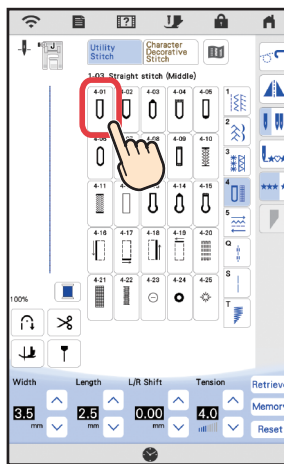 J
Utility Stitch
Character Decorative Stitch
1-03 Straight stitch (Middle)
4-01 4-02 4-03 4-04 4-05
1
2
4-06 4-08 4-09 4-10
3
4-11 4-14 4-15
4
4-16 4-17 4-18 4-19 4-20
5
Q
4-21 4-22 4-23 4-24 4-25
S
T
100%
Width Length L/R Shift Tension
3.5 mm 2.5 mm 0.00 mm 4.0
Retrieve
Memory
Reset